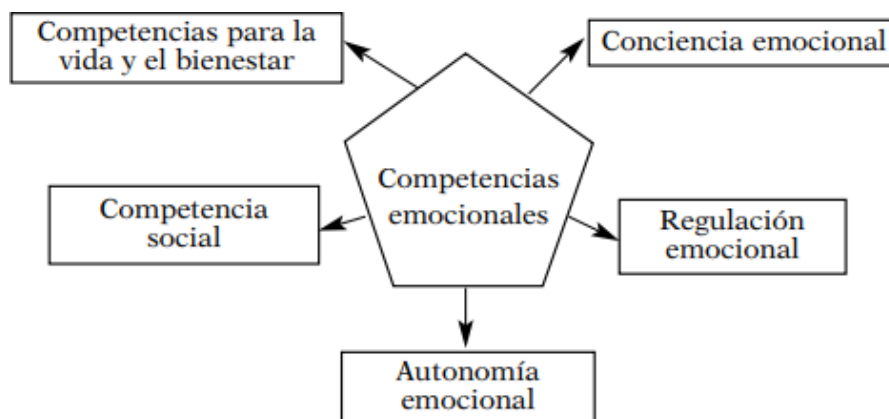 Competencias para la
vida y el bienestar
Conciencia emocional
Competencias
emocionales
Competencia
social
Regulación
emocional
Autonomía
emocional